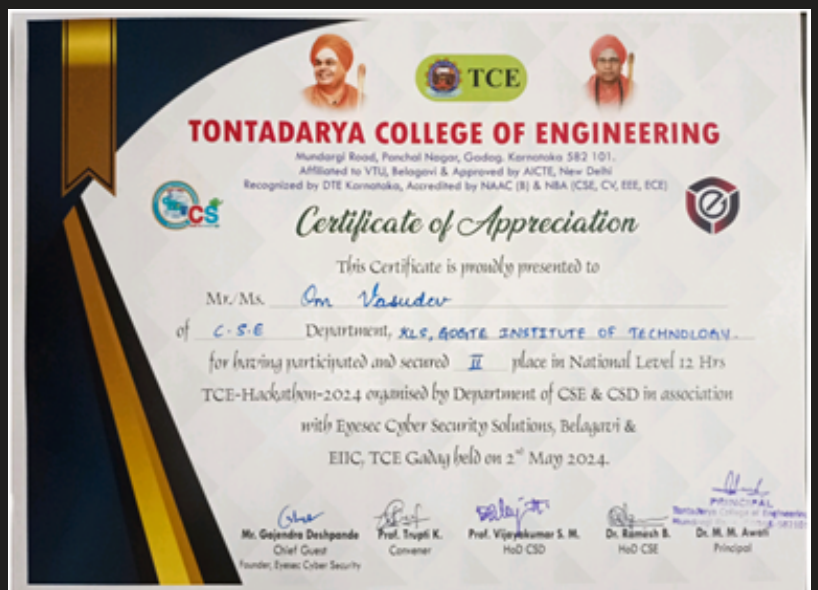 TCE
TONTADARYA COLLEGE OF ENGINEERING
Mundargi Road, Panchal Nagar, Gadag. Karnataka 582 101.
Affiliated to VTU, Belagavi & Approved by AICTE, New Delhi
Recognized by DTE Karnataka, Accredited by NAAC (B) & NBA (CSE, CV, EEE, ECE)
CS
Certificate of Appreciation
This Certificate is proudly presented to
Mr./Ms. Om Vasudev
of C.S.E Department, KLS, GOGTE INSTITUTE OF TECHNOLOGY.
for having participated and secured II place in National Level 12 Hrs
TCE-Hackathon-2024 organised by Department of CSE & CSD in association
with Eyesec Cyber Security Solutions, Belagavi &
EIIC, TCE Gadag held on 2nd May 2024.
PRINCIPAL
Tontadarya College of Engineering
Mr. Gajendra Deshpande Prof. Trupti K. Prof. Vijayakumar S. M. Dr. Ramesh B. Dr. M. M. Awati
Chief Guest Convener HoD CSD HoD CSE Principal
Founder, Eyesec Cyber Security